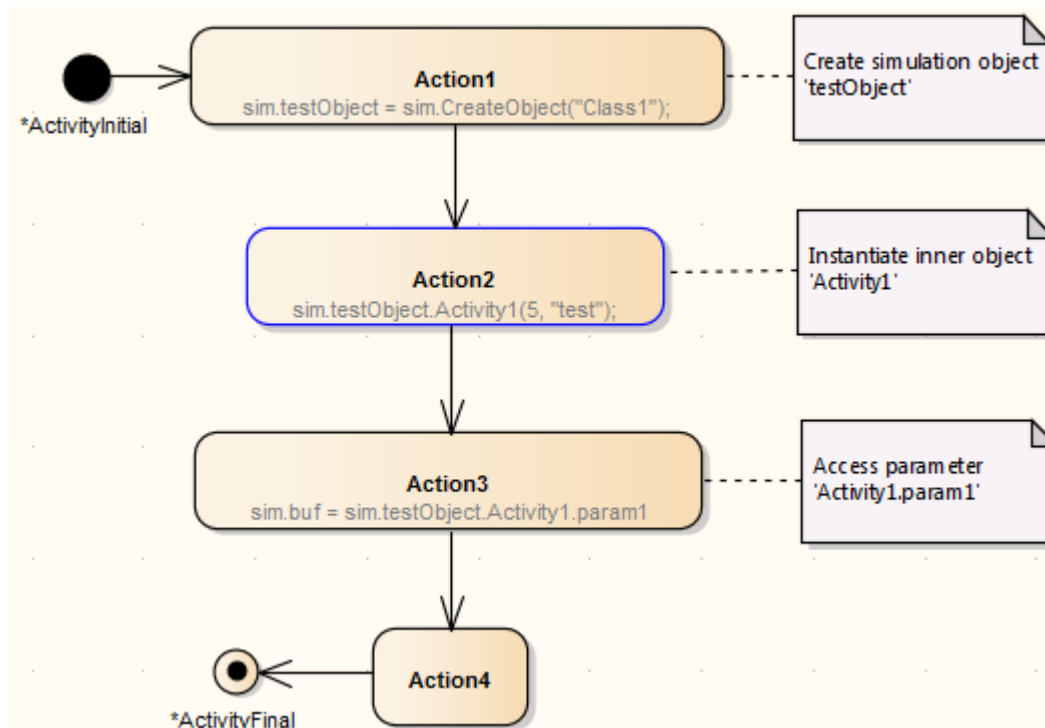 Action1
sim.testObject = sim.CreateObject("Class1");
Create simulation object
'testObject'
*ActivityInitial
Action2
sim.testObject.Activity1(5, "test");
Instantiate inner object
'Activity1'
Action3
sim.buf = sim.testObject.Activity1.param1
Access parameter
'Activity1.param1'
Action4
*ActivityFinal